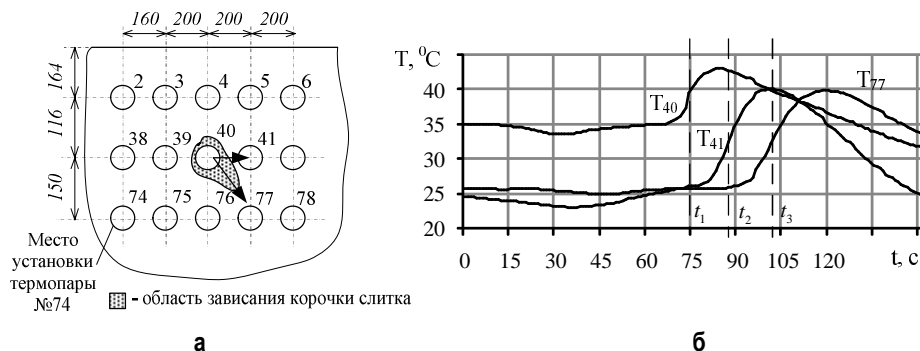 160 200 200 200
164
116
150
2 3 4 5 6
38 39 40 41
74 75 76 77 78
Место
установки
термопары
№74
- область зависания корочки слитка
а
T, ⁰C
40
35
30
25
20
T40
T41
T77
t1 t2 t3
0 15 30 45 60 75 90 105 120 t, c
б